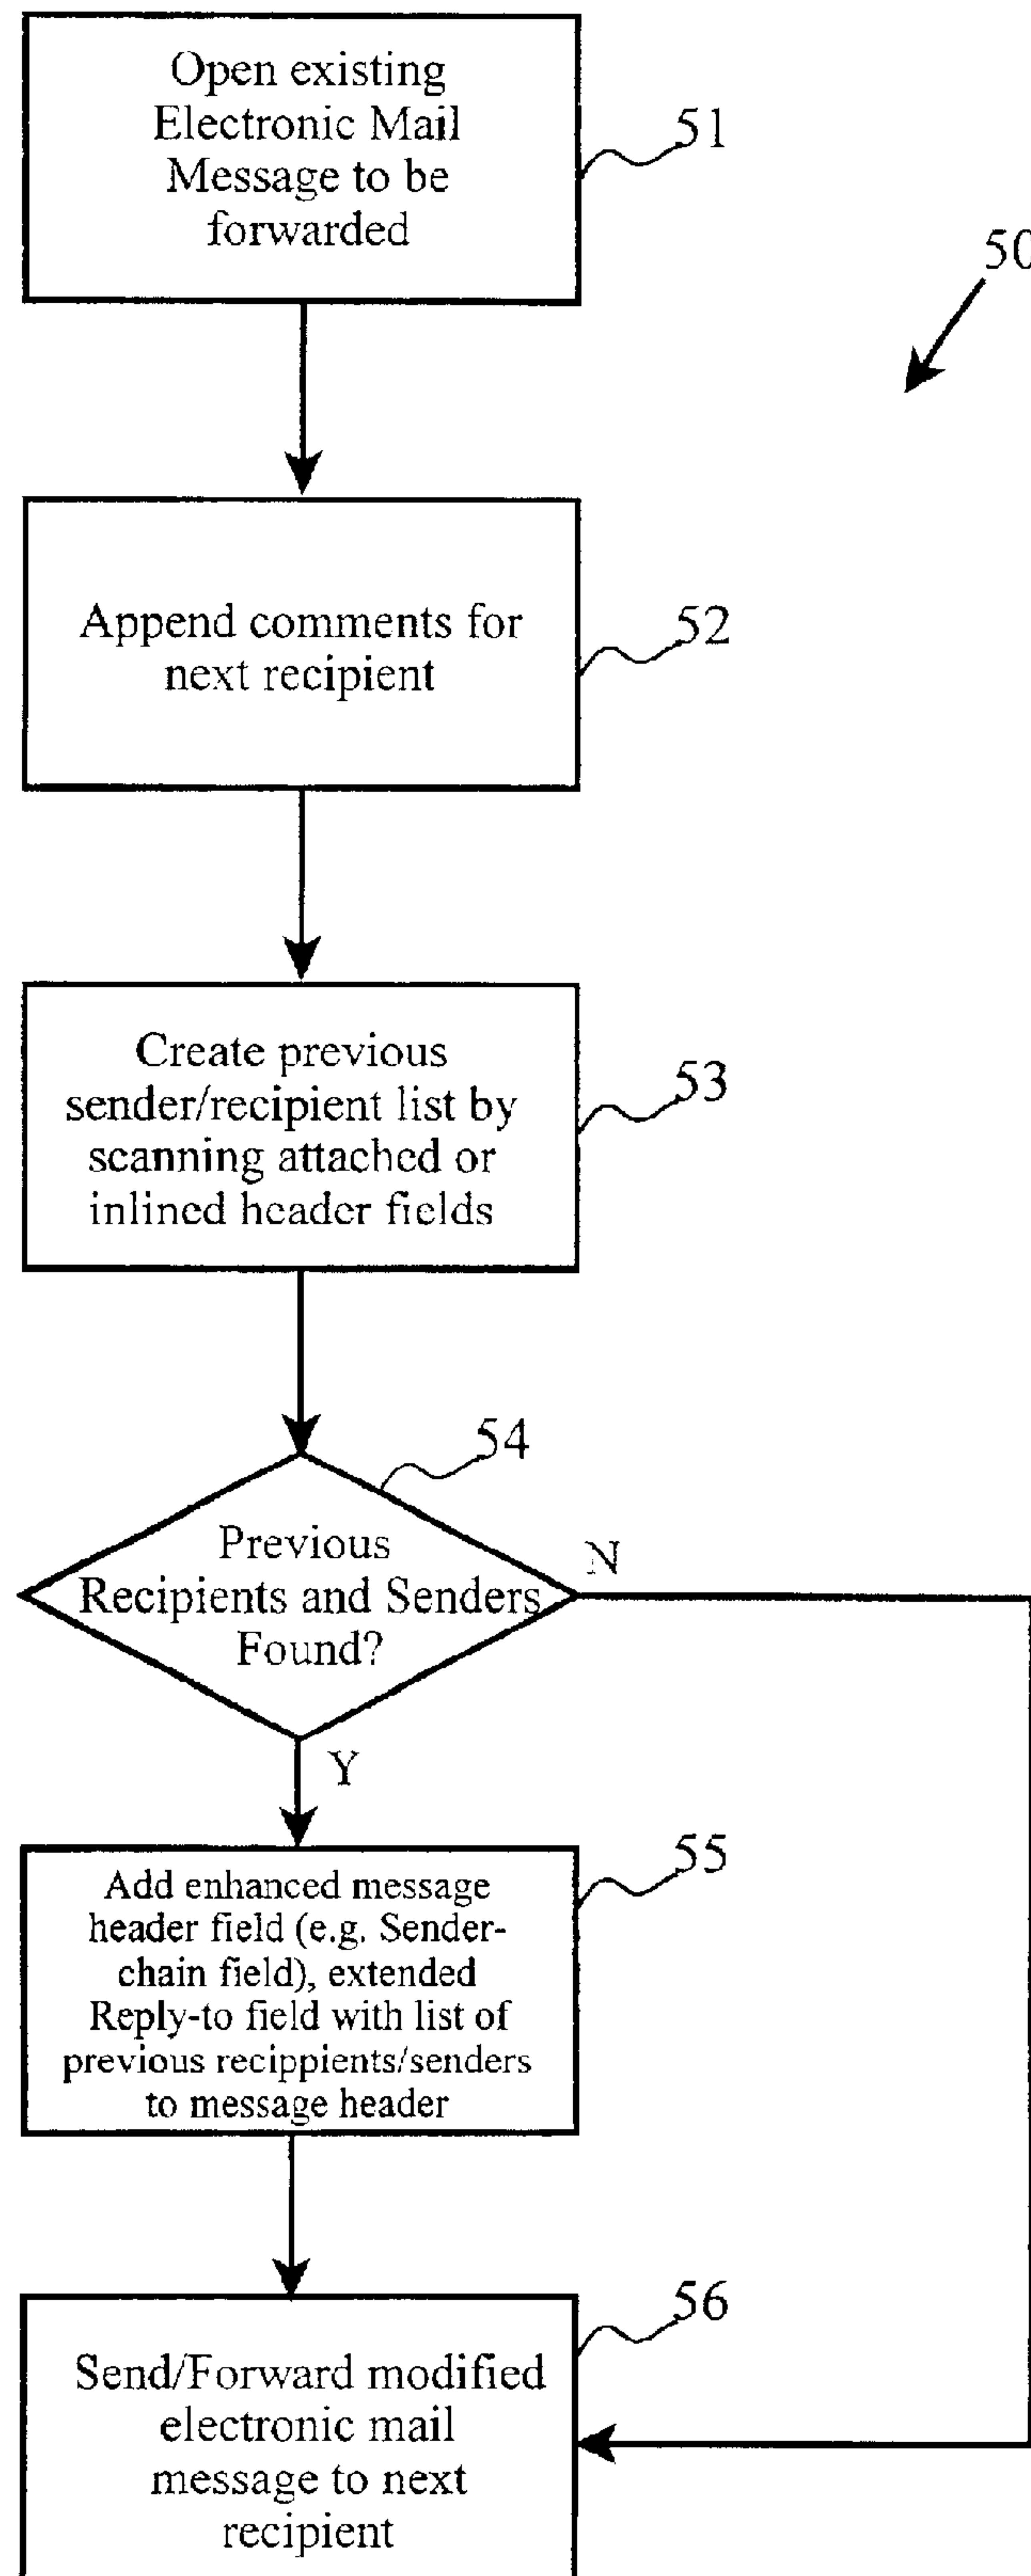 Open existing
Electronic Mail
Message to be
forwarded
51
50
Append comments for
next recipient
52
Create previous
sender/recipient list by
scanning attached or
inlined header fields
53
54
Previous
Recipients and Senders
Found?
N
Y
Add enhanced message
header field (e.g. Sender-
chain field), extended
Reply-to field with list of
previous recippients/senders
to message header
55
Send/Forward modified
electronic mail
message to next
recipient
56